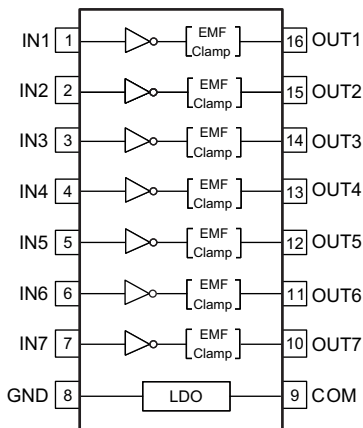 IN1 1 EMF Clamp 16 OUT1
IN2 2 EMF Clamp 15 OUT2
IN3 3 EMF Clamp 14 OUT3
IN4 4 EMF Clamp 13 OUT4
IN5 5 EMF Clamp 12 OUT5
IN6 6 EMF Clamp 11 OUT6
IN7 7 EMF Clamp 10 OUT7
GND 8 LDO 9 COM